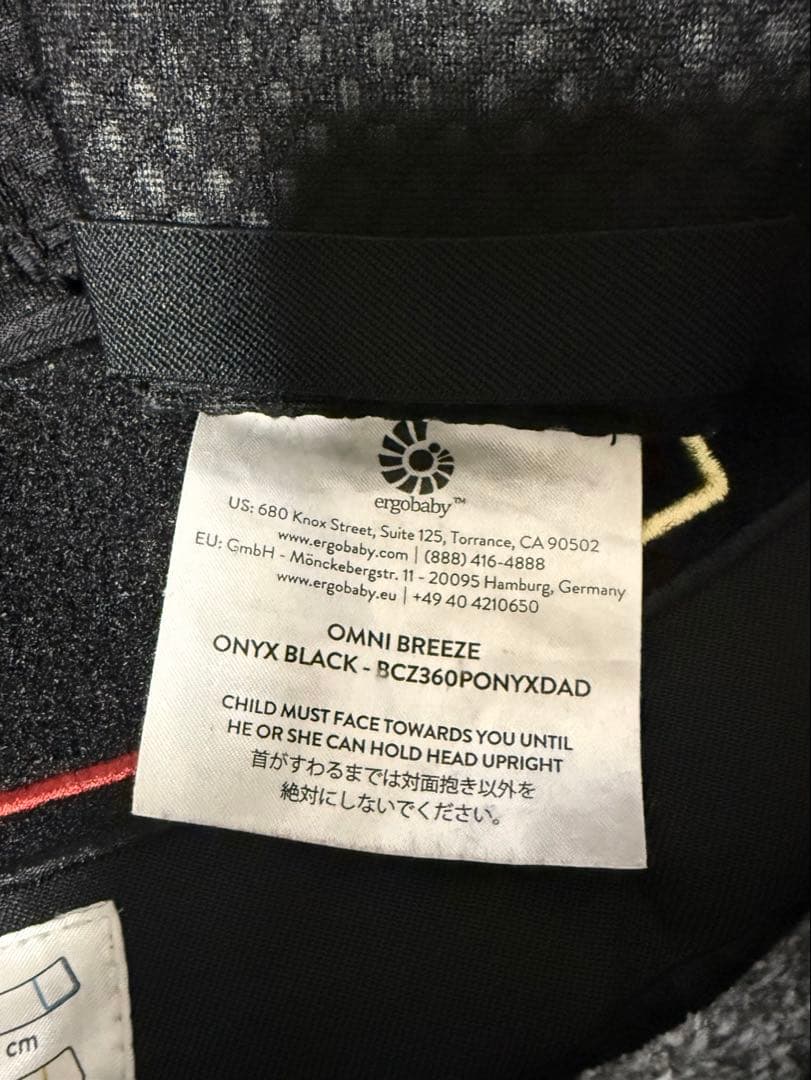 ergobaby™
US: 680 Knox Street, Suite 125, Torrance, CA 90502
www.ergobaby.com | (888) 416-4888
EU: GmbH - Mönckebergstr. 11 - 20095 Hamburg, Germany
www.ergobaby.eu | +49 40 4210650
OMNI BREEZE
ONYX BLACK - BCZ360PONYXDAD
CHILD MUST FACE TOWARDS YOU UNTIL
HE OR SHE CAN HOLD HEAD UPRIGHT
首がすわるまでは対面抱き以外を
絶対にしないでください。
cm